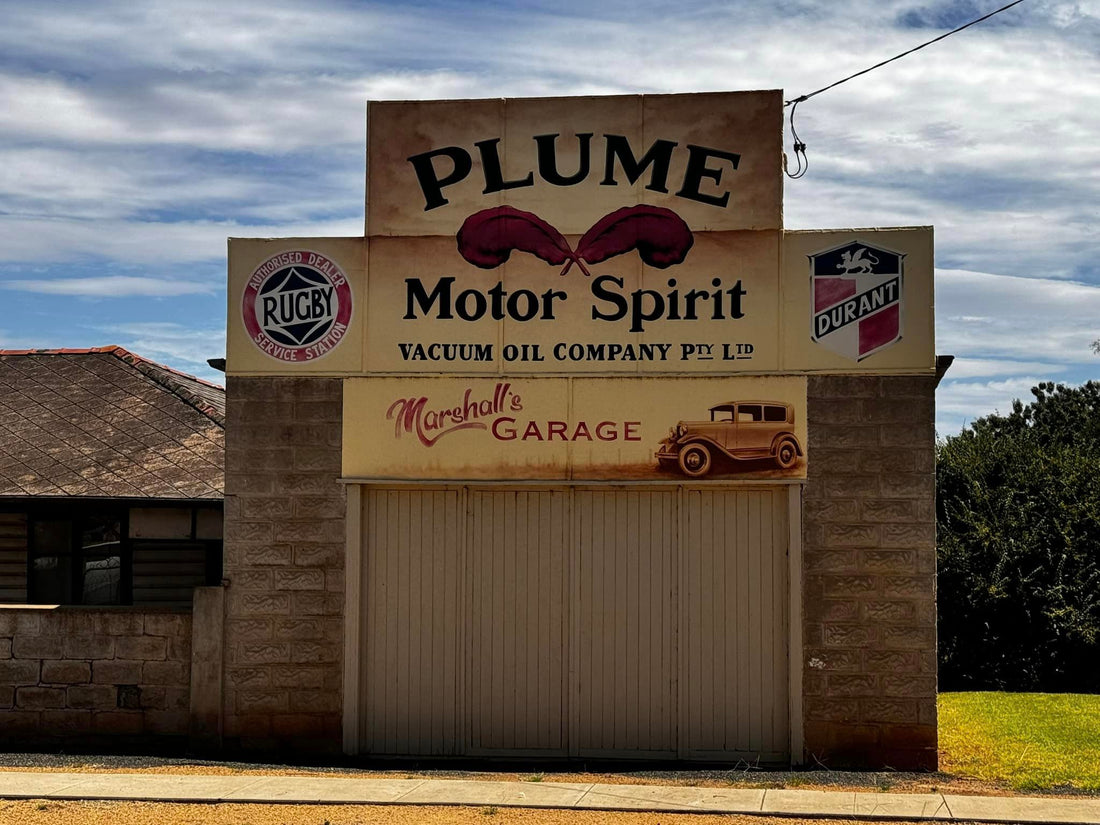 PLUME
Motor Spirit
VACUUM OIL COMPANY PTY LTD
AUTHORISED DEALER
RUGBY
SERVICE STATION
DURANT
Marshall's
GARAGE